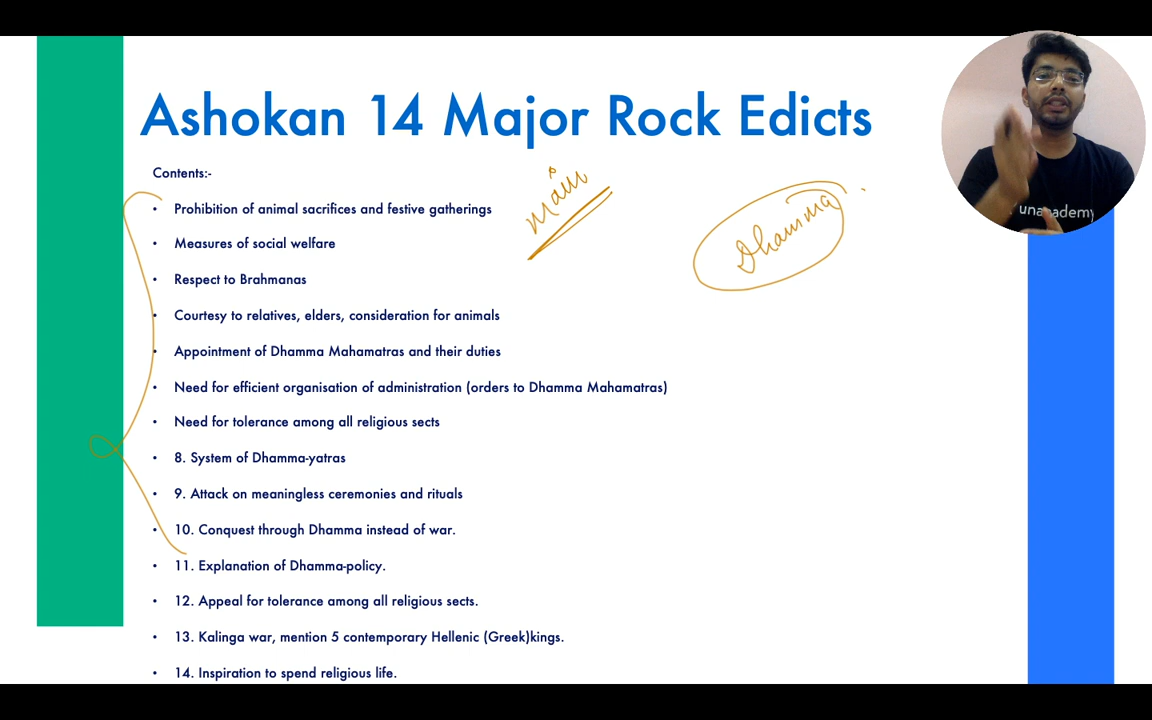 Ashokan 14 Major Rock Edicts
Contents:-
main
Dhamma
unacademy
• Prohibition of animal sacrifices and festive gatherings
• Measures of social welfare
• Respect to Brahmanas
• Courtesy to relatives, elders, consideration for animals
• Appointment of Dhamma Mahamatras and their duties
• Need for efficient organisation of administration (orders to Dhamma Mahamatras)
• Need for tolerance among all religious sects
• 8. System of Dhamma-yatras
• 9. Attack on meaningless ceremonies and rituals
• 10. Conquest through Dhamma instead of war.
• 11. Explanation of Dhamma-policy.
• 12. Appeal for tolerance among all religious sects.
• 13. Kalinga war, mention 5 contemporary Hellenic (Greek)kings.
• 14. Inspiration to spend religious life.